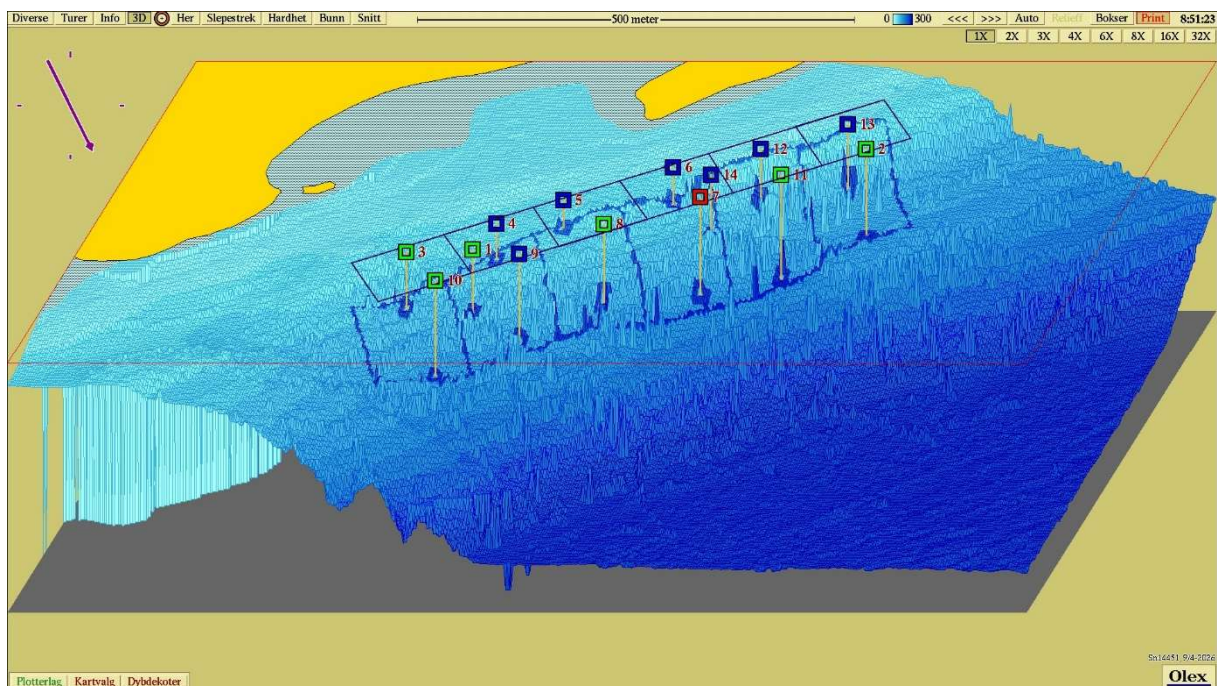 Diverse Turer Info 3D Her Slepestrek Hardhet Bunn Snitt 500 meter 0 300 <<< >>> Auto Relieff Bokser Print 8:51:23
1X 2X 3X 4X 6X 8X 16X 32X
13
12 2
6
14 11
7
5
4 8
3 1 9
10
Sn14451 9/4-2026
Plotterlag Kartvalg Dybdekoter Olex